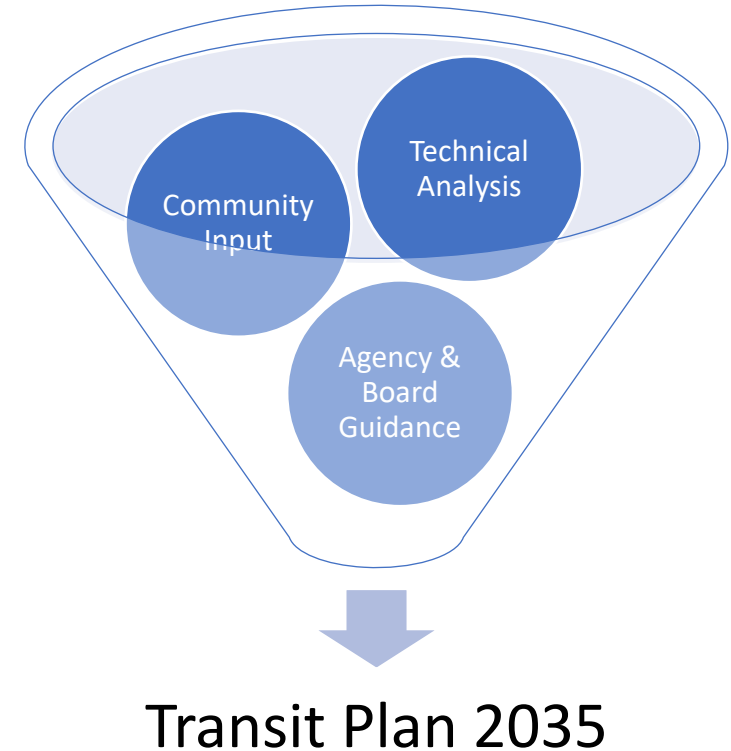 Technical
Analysis
Community
Input
Agency &
Board
Guidance
Transit Plan 2035